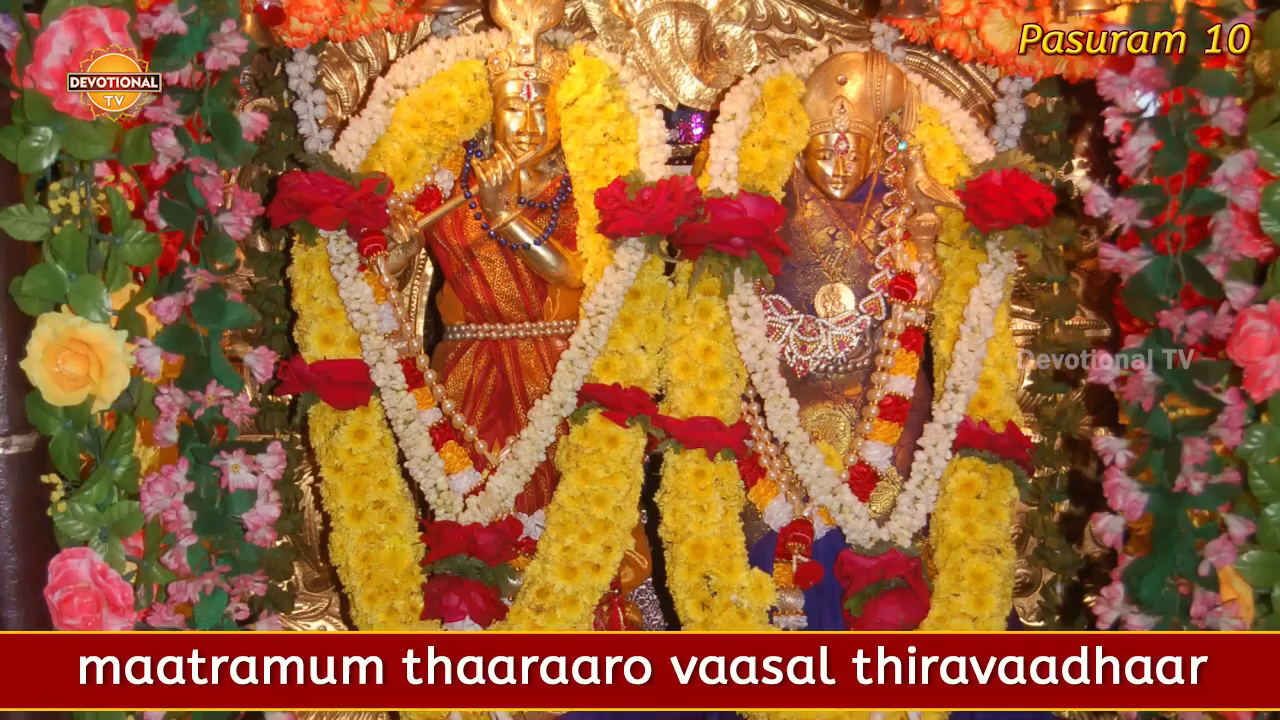 Pasuram 10
DEVOTIONAL
TV
Devotional TV
maatramum thaaraaro vaasal thiravaadhaar